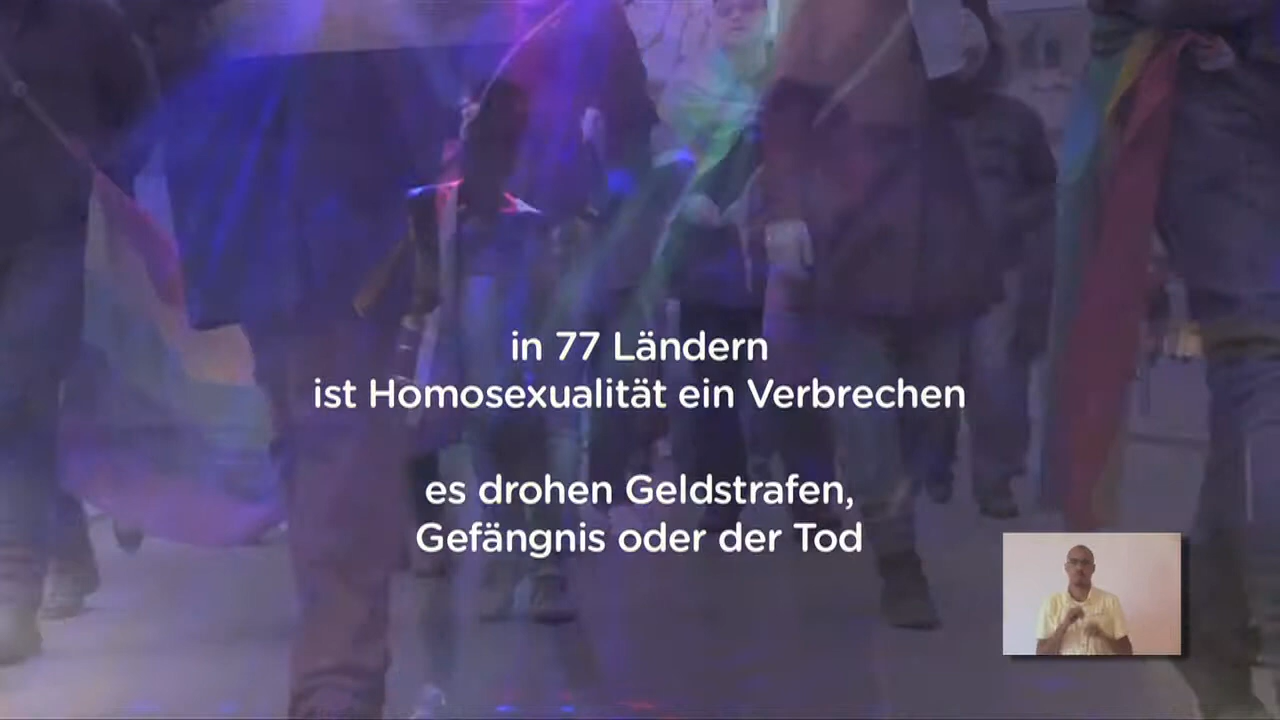 in 77 Ländern
ist Homosexualität ein Verbrechen
es drohen Geldstrafen,
Gefängnis oder der Tod